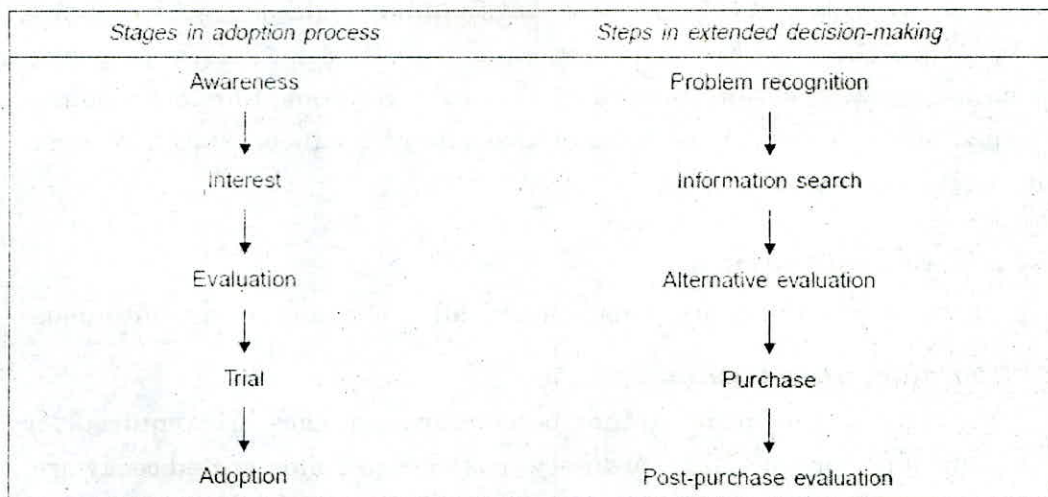 Stages in adoption process Steps in extended decision-making
Awareness Problem recognition
Interest Information search
Evaluation Alternative evaluation
Trial Purchase
Adoption Post-purchase evaluation